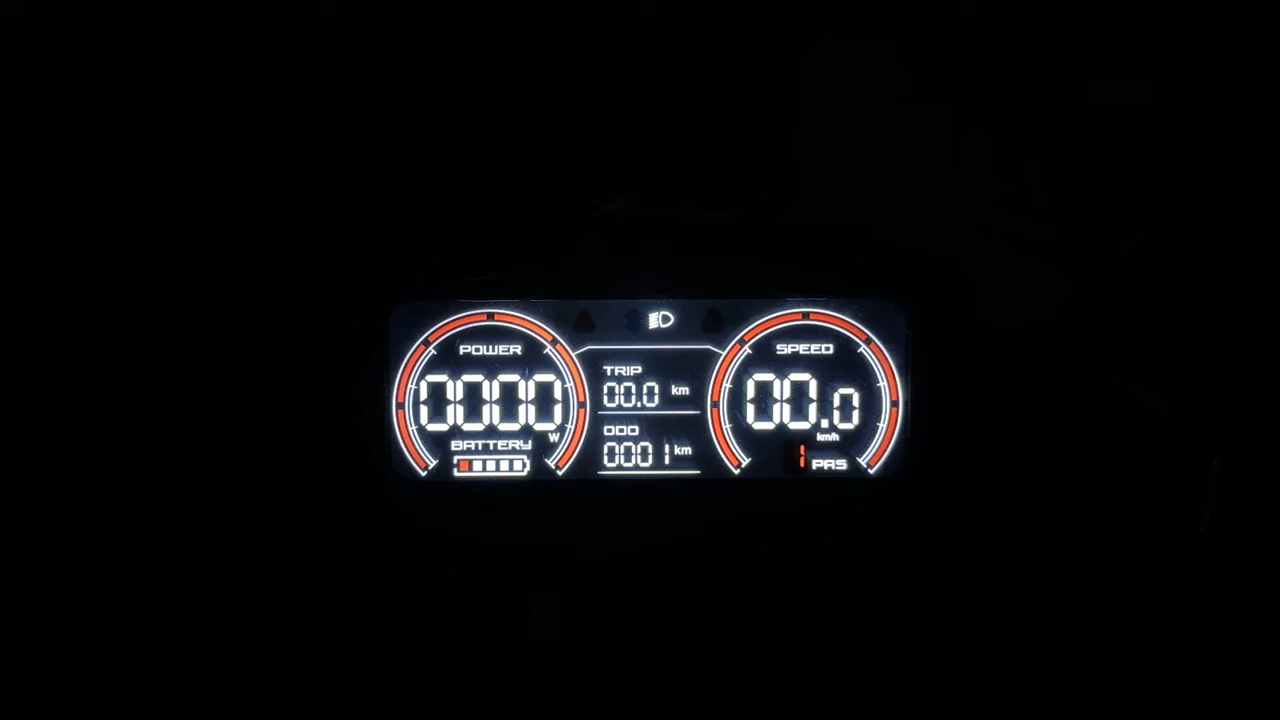 POWER
0000
W
BATTERY
TRIP
00.0 km
ODO
0001 km
SPEED
00.0
km/h
1 PAS